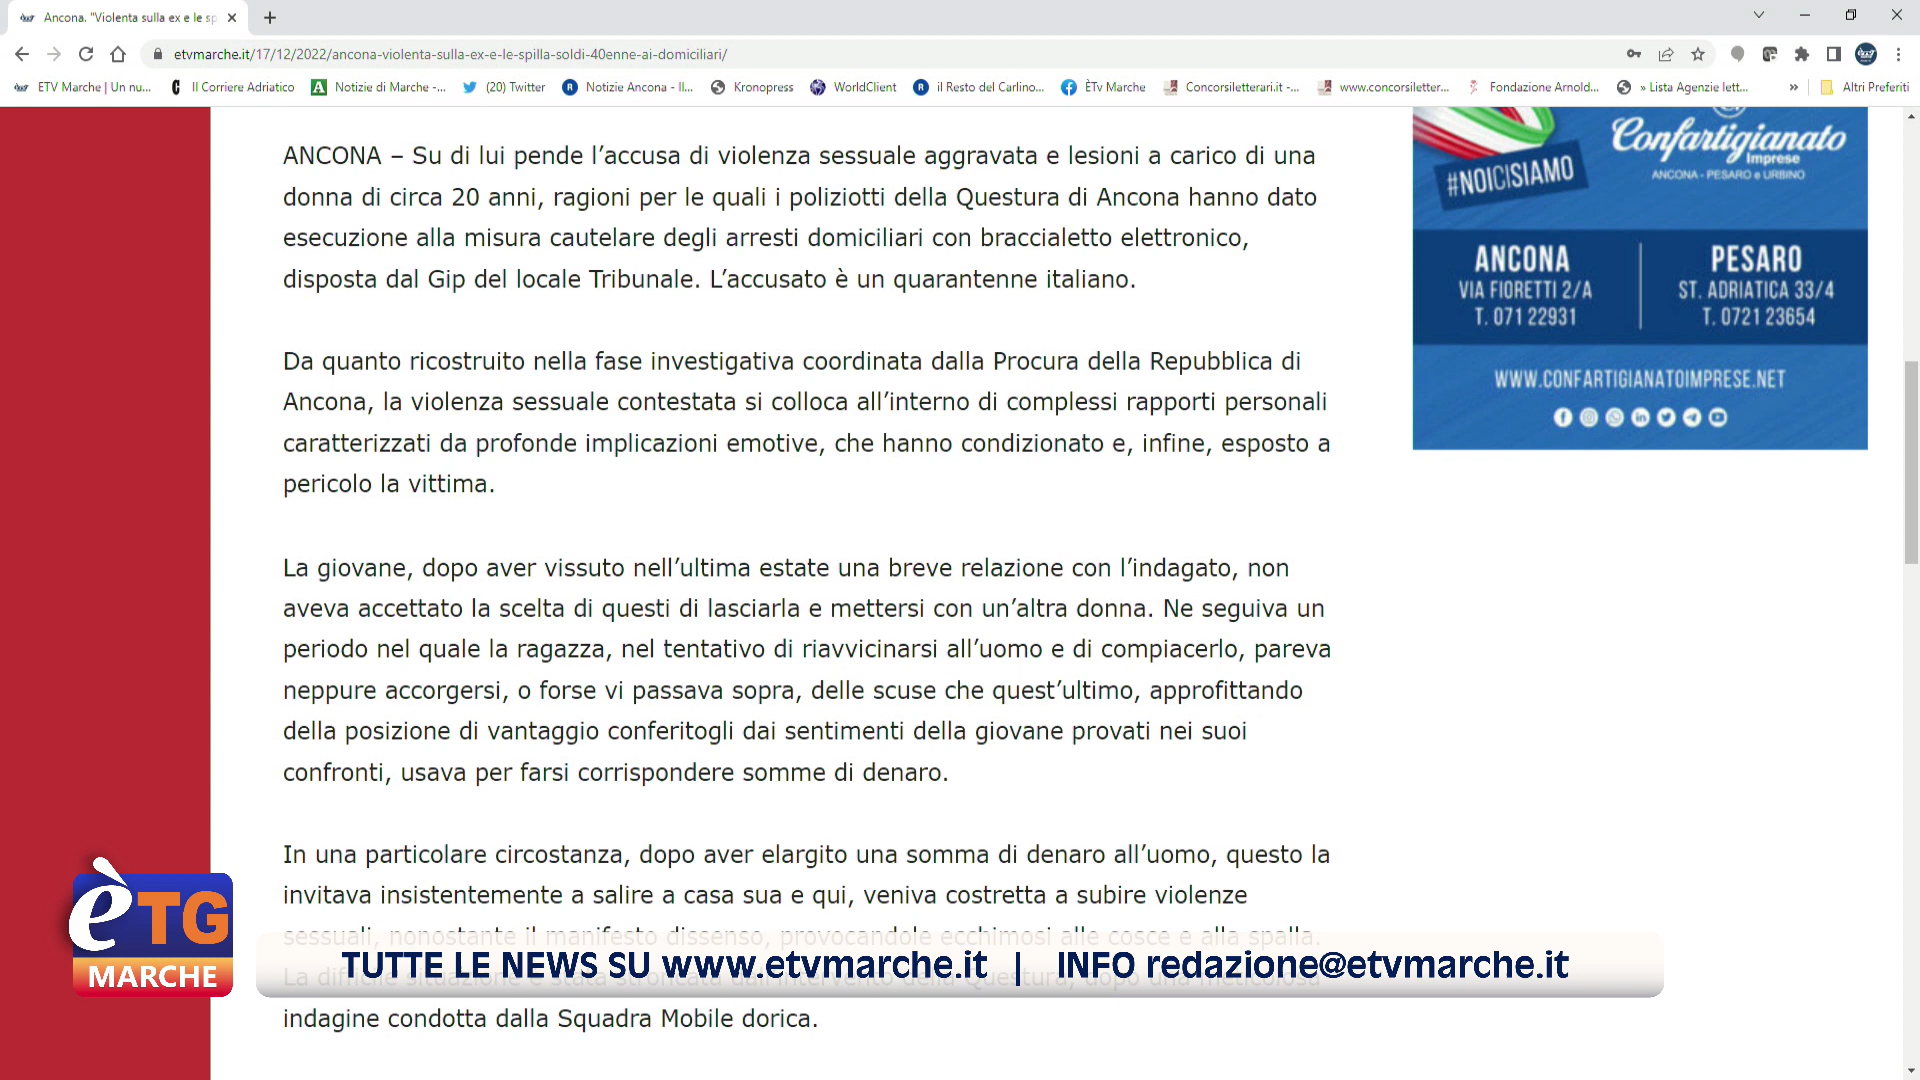 Ancona. "Violenta sulla ex e le sp
etvmarche.it/17/12/2022/ancona-violenta-sulla-ex-e-le-spilla-soldi-40enne-ai-domiciliari/
ETV Marche | Un nu... Il Corriere Adriatico Notizie di Marche -... (20) Twitter Notizie Ancona - Il... Kronopress WorldClient il Resto del Carlino... ÈTv Marche Concorsiletterari.it -... www.concorsiletter... Fondazione Arnold... » Lista Agenzie lett... » Altri Preferiti
ANCONA – Su di lui pende l’accusa di violenza sessuale aggravata e lesioni a carico di una
donna di circa 20 anni, ragioni per le quali i poliziotti della Questura di Ancona hanno dato
esecuzione alla misura cautelare degli arresti domiciliari con braccialetto elettronico,
disposta dal Gip del locale Tribunale. L’accusato è un quarantenne italiano.
Da quanto ricostruito nella fase investigativa coordinata dalla Procura della Repubblica di
Ancona, la violenza sessuale contestata si colloca all’interno di complessi rapporti personali
caratterizzati da profonde implicazioni emotive, che hanno condizionato e, infine, esposto a
pericolo la vittima.
La giovane, dopo aver vissuto nell’ultima estate una breve relazione con l’indagato, non
aveva accettato la scelta di questi di lasciarla e mettersi con un’altra donna. Ne seguiva un
periodo nel quale la ragazza, nel tentativo di riavvicinarsi all’uomo e di compiacerlo, pareva
neppure accorgersi, o forse vi passava sopra, delle scuse che quest’ultimo, approfittando
della posizione di vantaggio conferitogli dai sentimenti della giovane provati nei suoi
confronti, usava per farsi corrispondere somme di denaro.
In una particolare circostanza, dopo aver elargito una somma di denaro all’uomo, questo la
invitava insistentemente a salire a casa sua e qui, veniva costretta a subire violenze
sessuali, nonostante il manifesto dissenso, provocandole ecchimosi alle cosce e alla spalla.
La difficile situazione è stata stroncata dall’intervento della Questura, dopo una meticolosa
indagine condotta dalla Squadra Mobile dorica.
Confartigianato
Imprese
ANCONA - PESARO e URBINO
#NOICISIAMO
ANCONA
VIA FIORETTI 2/A
T. 071 22931
PESARO
ST. ADRIATICA 33/4
T. 0721 23654
WWW.CONFARTIGIANATOIMPRESE.NET
èTG
MARCHE
TUTTE LE NEWS SU www.etvmarche.it | INFO redazione@etvmarche.it